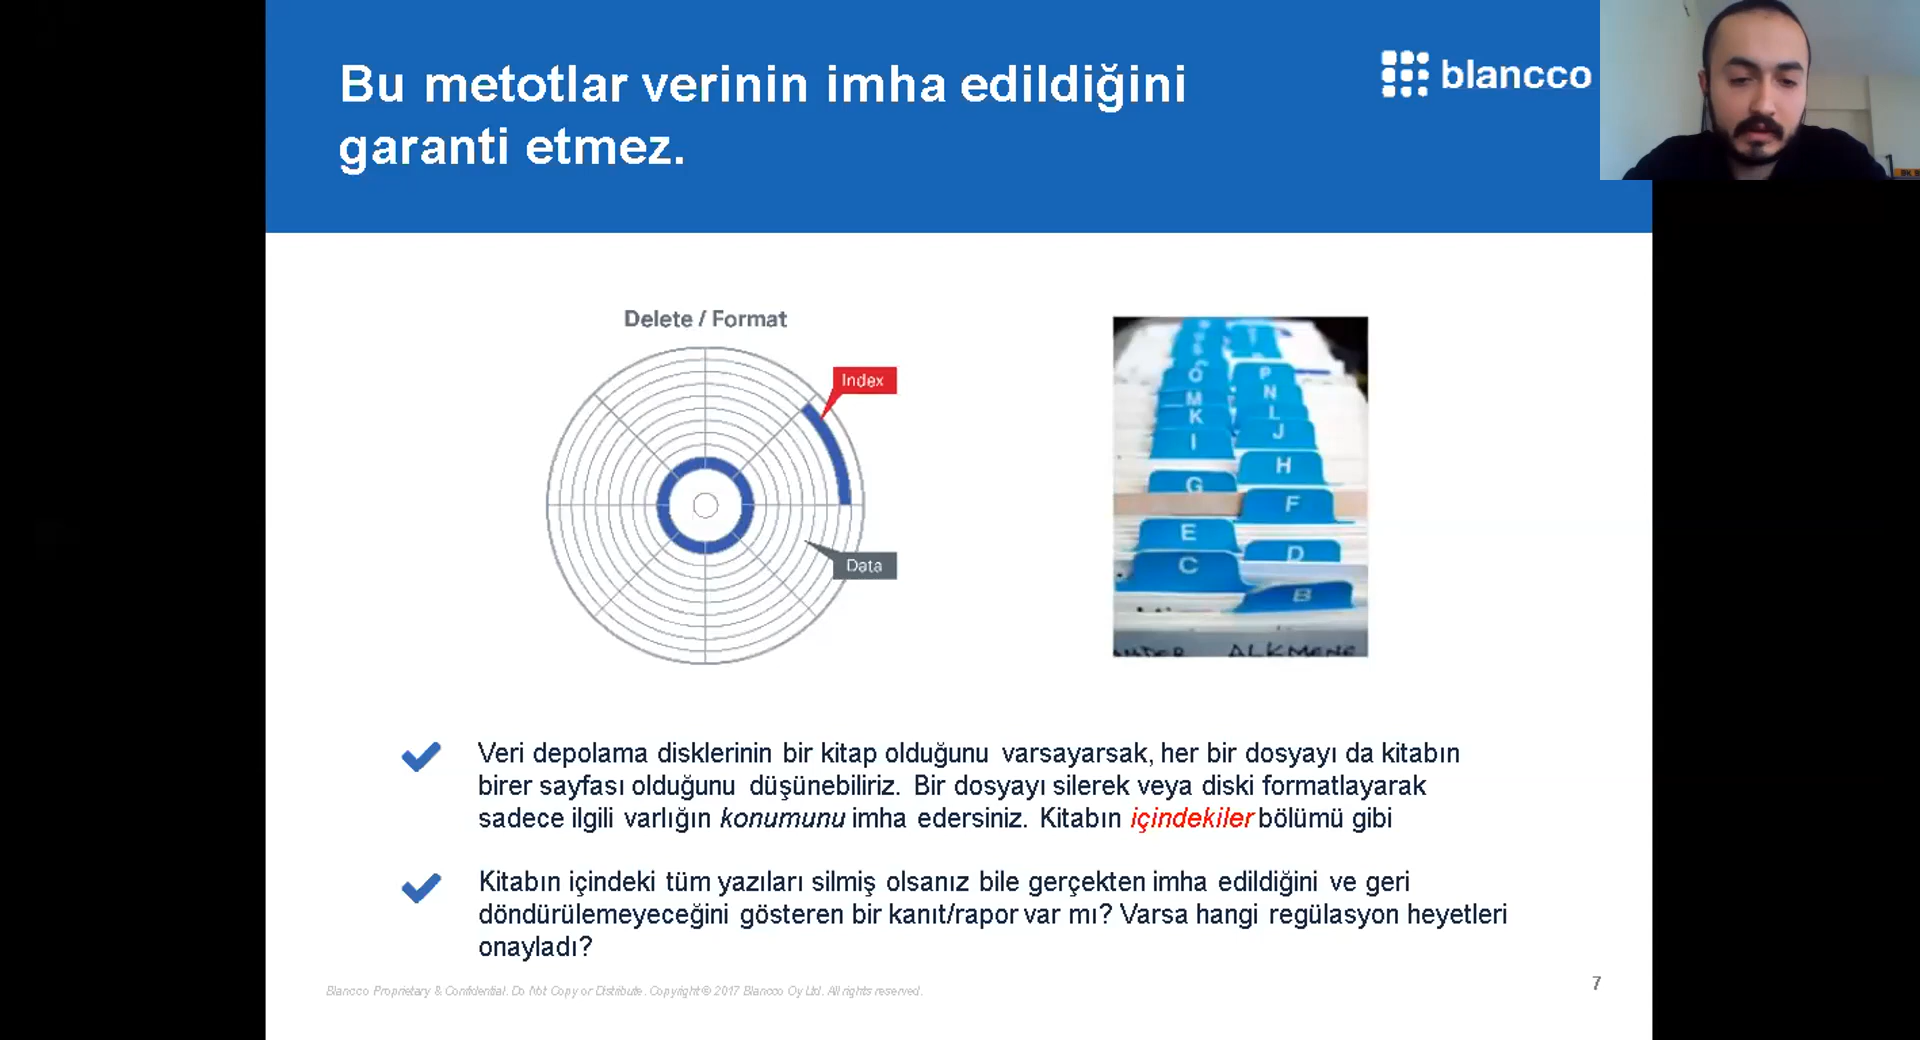 Bu metotlar verinin imha edildiğini
garanti etmez.
blancco
Delete / Format
Index
Data
O
P
M
N
K
L
I
J
H
G
F
E
D
C
B
ALKMENE
Veri depolama disklerinin bir kitap olduğunu varsayarsak, her bir dosyayı da kitabın
birer sayfası olduğunu düşünebiliriz. Bir dosyayı silerek veya diski formatlayarak
sadece ilgili varlığın konumunu imha edersiniz. Kitabın içindekiler bölümü gibi
Kitabın içindeki tüm yazıları silmiş olsanız bile gerçekten imha edildiğini ve geri
döndürülemeyeceğini gösteren bir kanıt/rapor var mı? Varsa hangi regülasyon heyetleri
onayladı?
Blancco Proprietary & Confidential. Do Not Copy or Distribute. Copyright © 2017 Blancco Oy Ltd. All rights reserved.
7